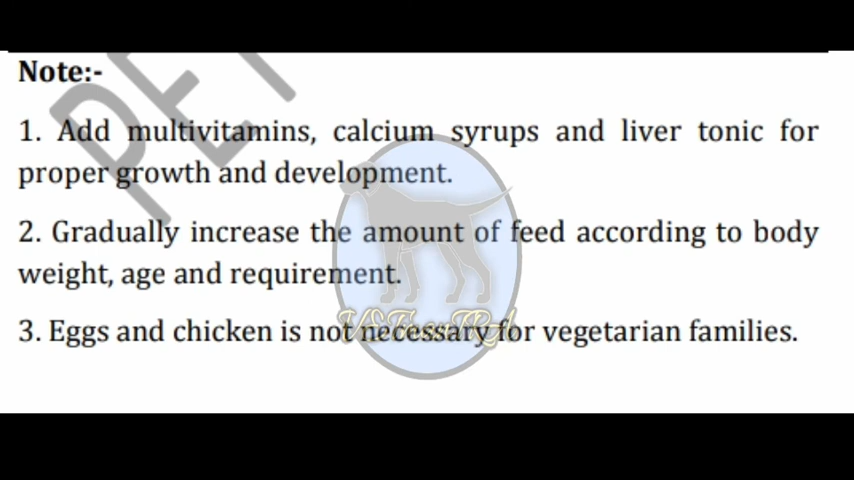 Note:-
1. Add multivitamins, calcium syrups and liver tonic for
proper growth and development.
2. Gradually increase the amount of feed according to body
weight, age and requirement.
3. Eggs and chicken is not necessary for vegetarian families.
PET